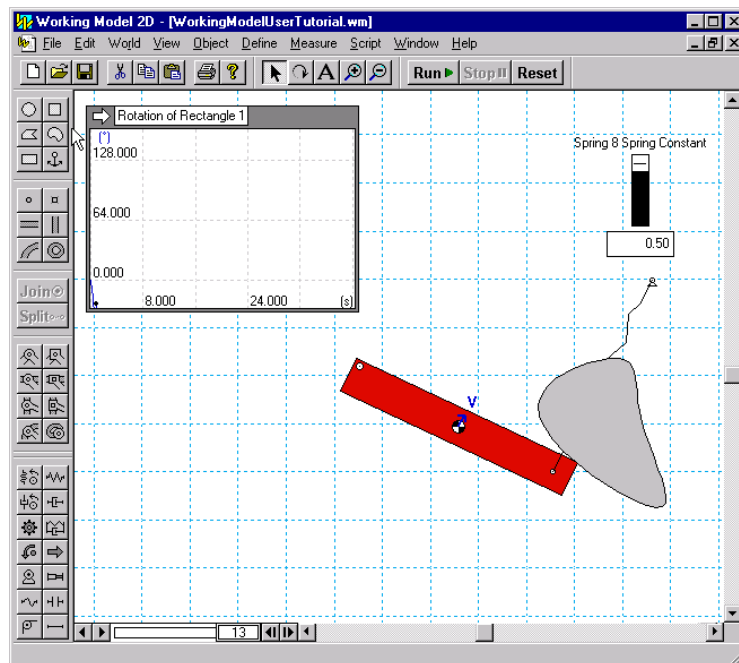 Working Model 2D - [WorkingModelUserTutorial.wm]
File Edit World View Object Define Measure Script Window Help
A Run Stop Reset
Rotation of Rectangle 1
(°)
128.000
64.000
0.000
8.000 24.000 (s)
Spring 8 Spring Constant
0.50
Join
Split
V
13